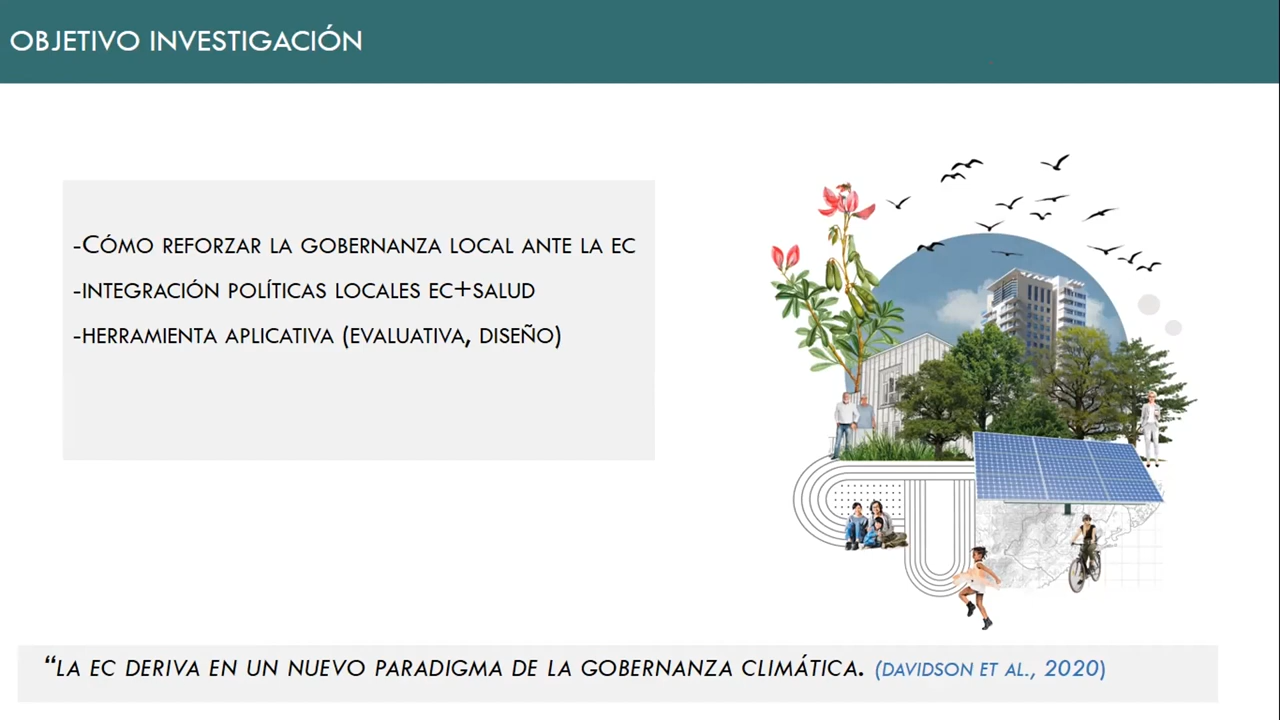 OBJETIVO INVESTIGACIÓN
-CÓMO REFORZAR LA GOBERNANZA LOCAL ANTE LA EC
-INTEGRACIÓN POLÍTICAS LOCALES EC+SALUD
-HERRAMIENTA APLICATIVA (EVALUATIVA, DISEÑO)
“LA EC DERIVA EN UN NUEVO PARADIGMA DE LA GOBERNANZA CLIMÁTICA. (DAVIDSON ET AL., 2020)